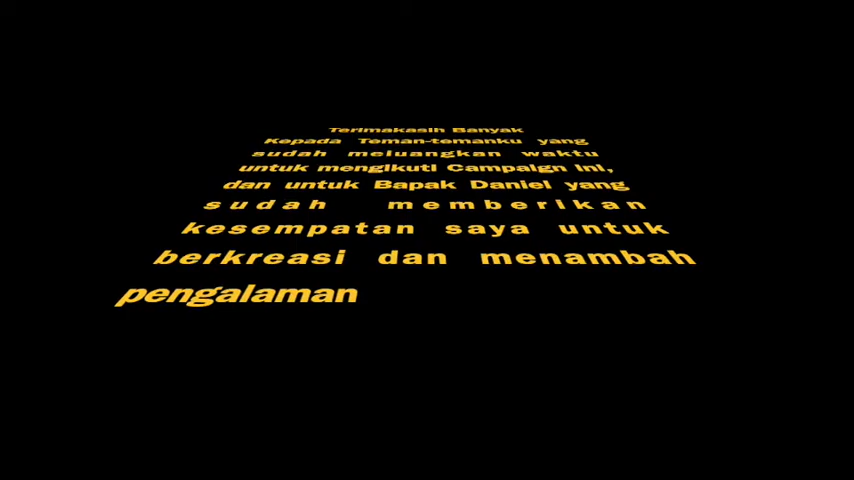 Terimakasih Banyak
Kepada Teman-temanku yang
sudah meluangkan waktu
untuk mengikuti Campaign ini,
dan untuk Bapak Daniel yang
sudah memberikan
kesempatan saya untuk
berkreasi dan menambah
pengalaman